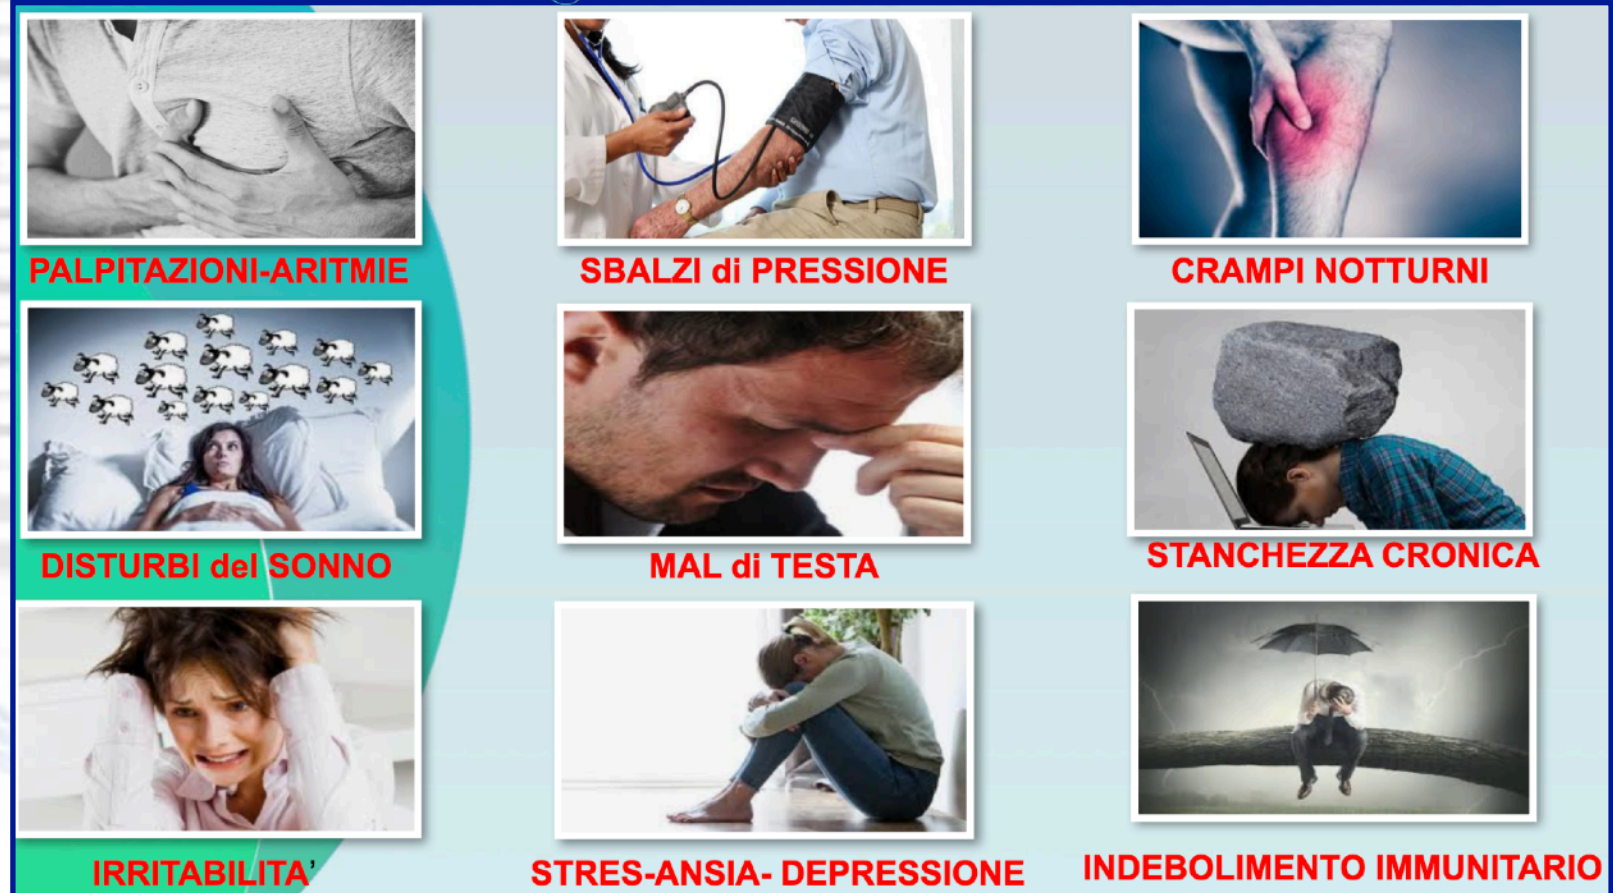 PALPITAZIONI-ARITMIE
SBALZI di PRESSIONE
CRAMPI NOTTURNI
DISTURBI del SONNO
MAL di TESTA
STANCHEZZA CRONICA
IRRITABILITA’
STRES-ANSIA- DEPRESSIONE
INDEBOLIMENTO IMMUNITARIO